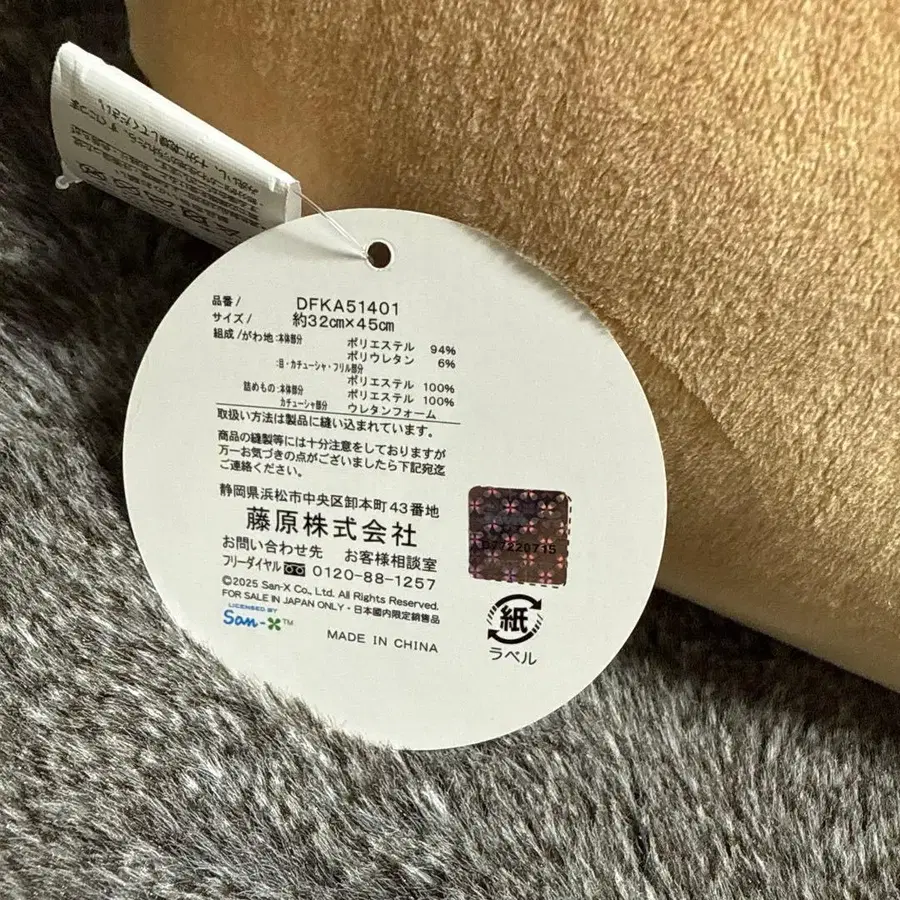 品番/ DFKA51401
サイズ/ 約32cm×45cm
組成/がわ地:本体部分 ポリエステル 94%
ポリウレタン 6%
:目・カチューシャ・フリル部分
ポリエステル 100%
詰めもの:本体部分 ポリエステル 100%
カチューシャ部分 ウレタンフォーム
取扱い方法は製品に縫い込まれています。
商品の縫製等には十分注意をしておりますが
万一お気づきの点がございましたら下記宛迄
ご連絡ください。
静岡県浜松市中央区卸本町43番地
藤原株式会社
お問い合わせ先 お客様相談室
フリーダイヤル 0120-88-1257
©2025 San-X Co., Ltd. All Rights Reserved.
FOR SALE IN JAPAN ONLY・日本國内限定銷售品
LICENSED BY
San-X™
MADE IN CHINA
77220715
紙
ラベル